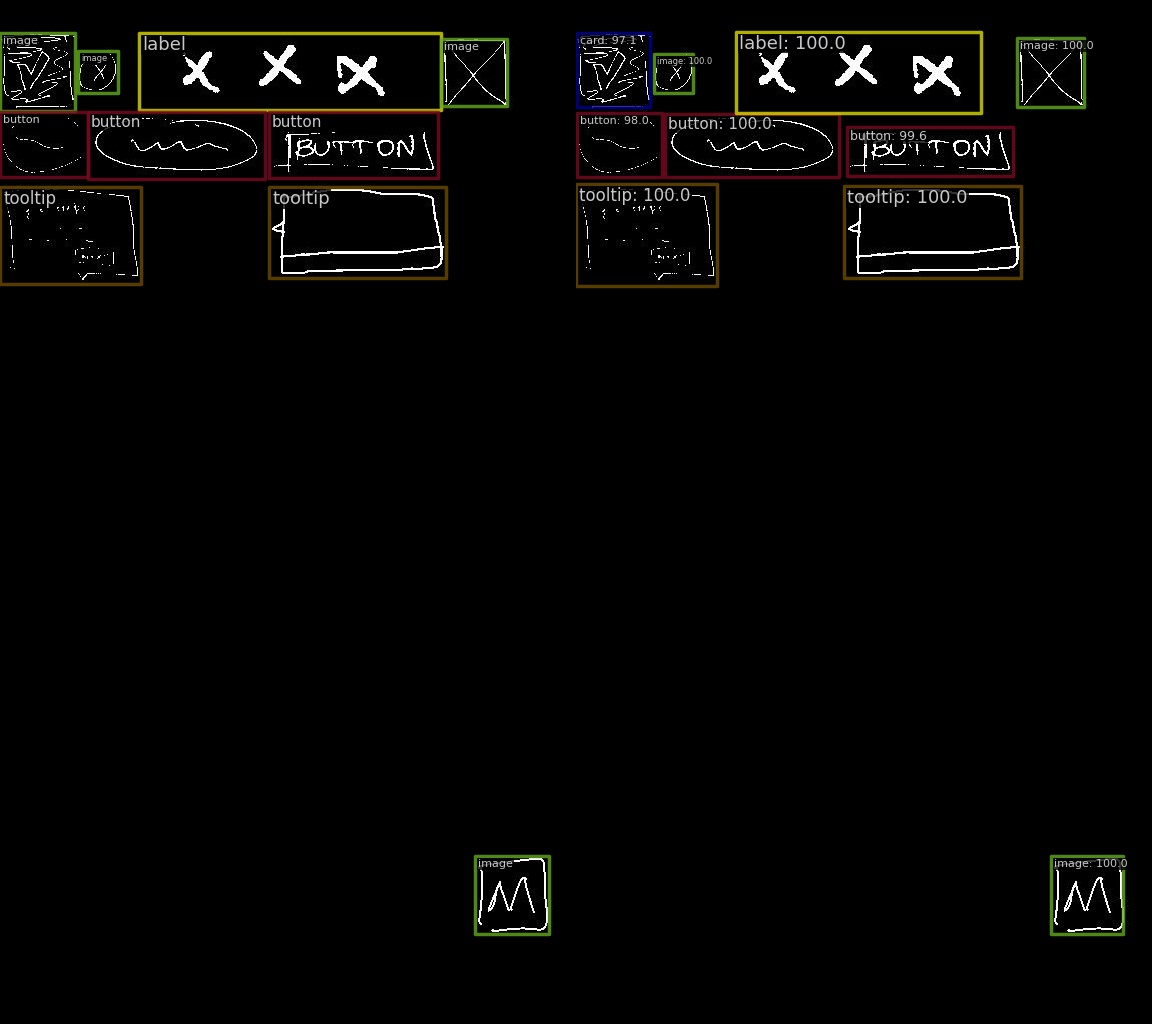 image
image
label
x x x
image
card: 97.1
image: 100.0
label: 100.0
x x x
image: 100.0
button
button
button
BUTTON
button: 98.0
button: 100.0
button: 99.6
BUTTON
tooltip
tooltip
tooltip: 100.0
tooltip: 100.0
image
M
image: 100.0
M